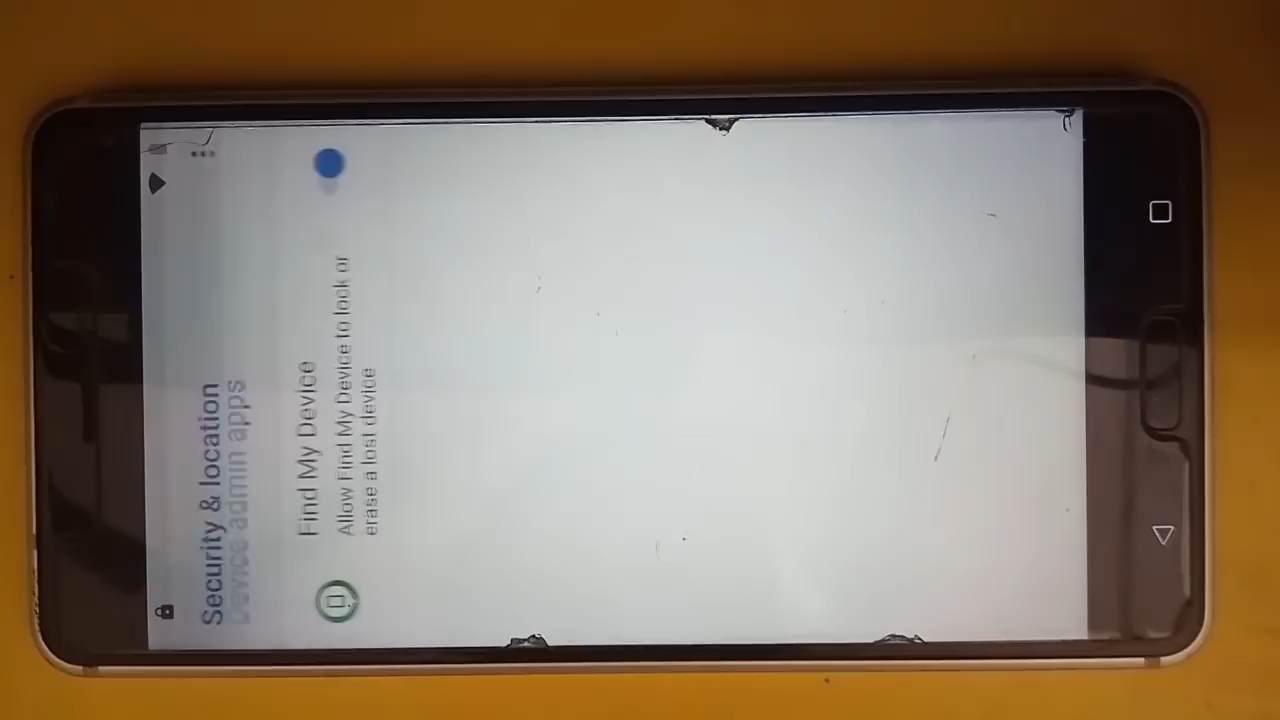 Security & location
Device admin apps
Find My Device
Allow Find My Device to lock or
erase a lost device